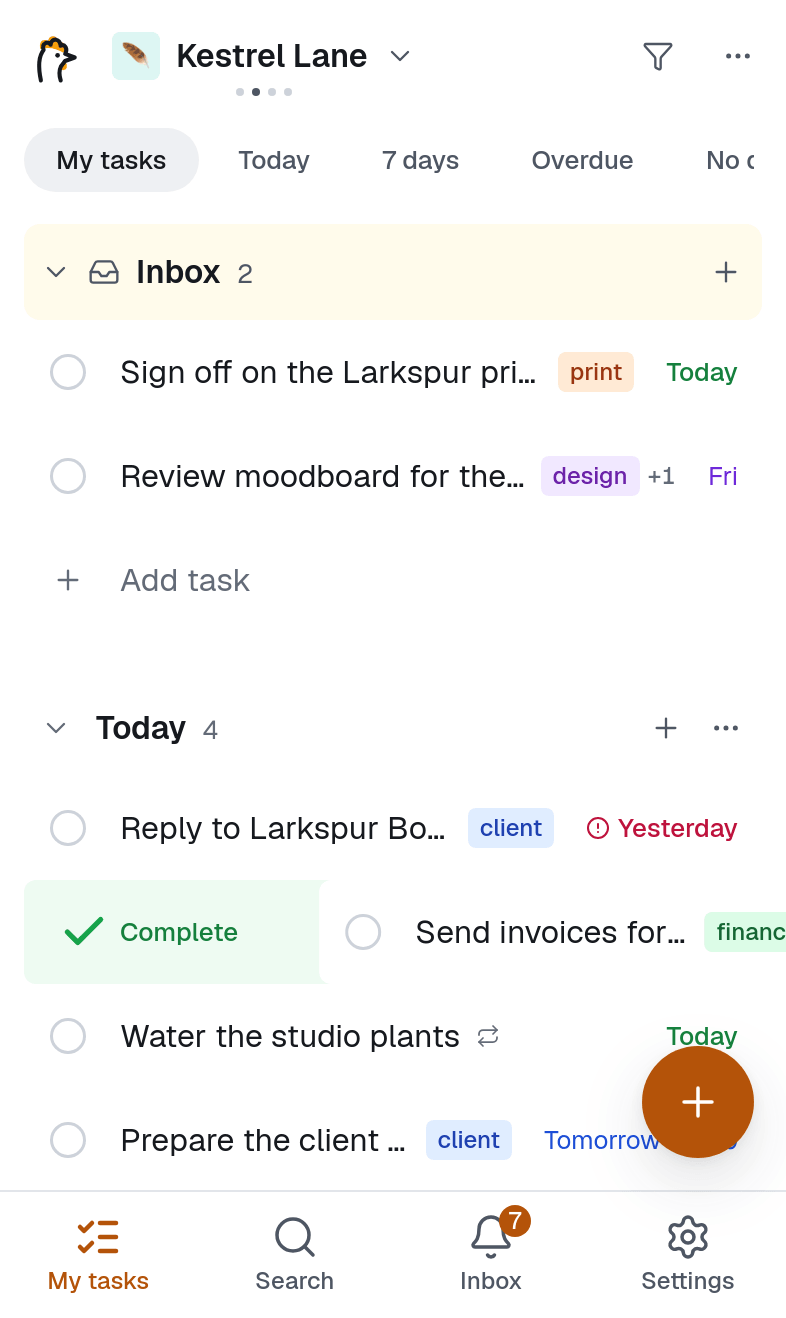 Kestrel Lane
My tasks Today 7 days Overdue No
Inbox 2
Sign off on the Larkspur pri... print Today
Review moodboard for the... design +1 Fri
Add task
Today 4
Reply to Larkspur Bo... client Yesterday
Complete Send invoices for... financ
Water the studio plants Today
Prepare the client ... client Tomorrow
7
My tasks Search Inbox Settings